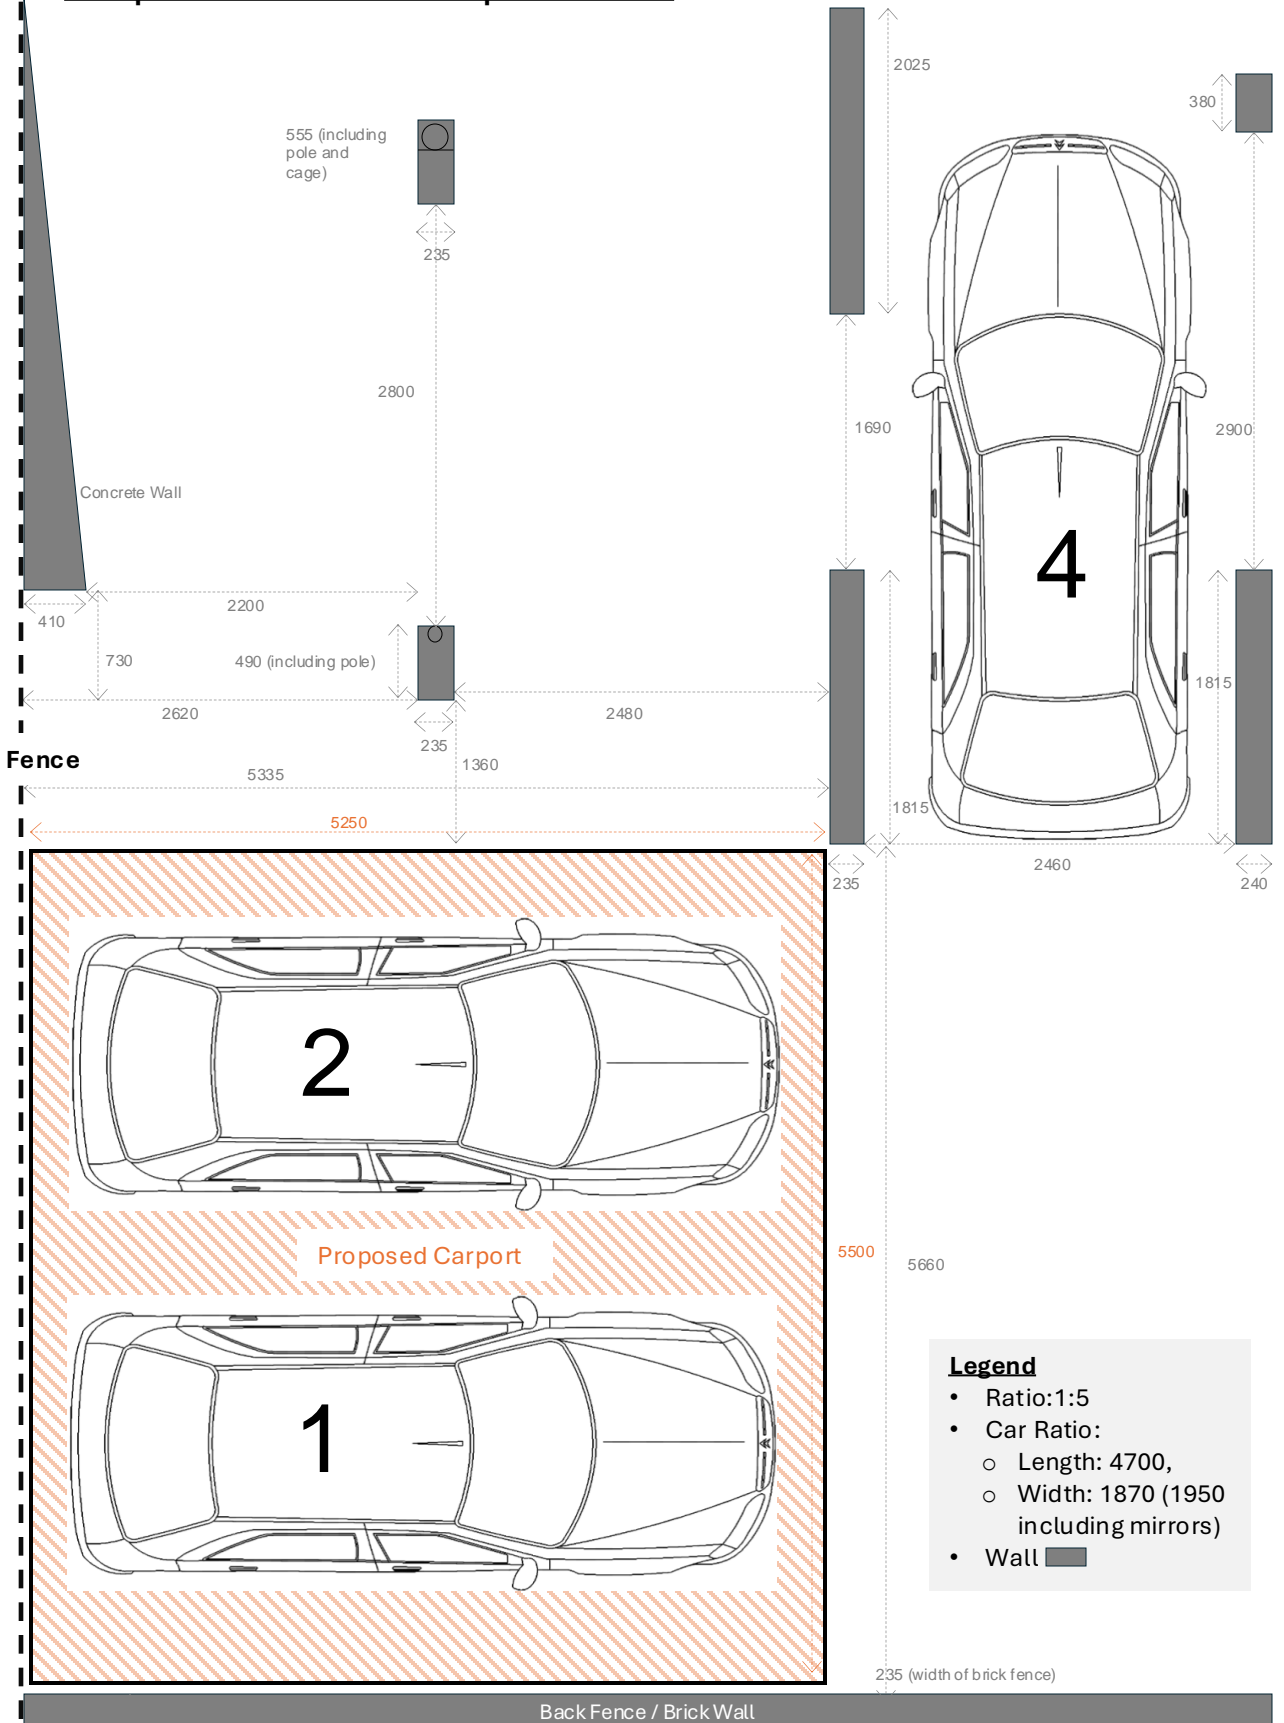 2025
380
555 (including
pole and
cage)
235
2800
1690
2900
Concrete Wall
4
2200
410
730
490 (including pole)
1815
2620
2480
235
Fence
1360
5335
1815
5250
2460
235
240
2
Proposed Carport
5500
5660
1
Legend
• Ratio:1:5
• Car Ratio:
o Length: 4700,
o Width: 1870 (1950
including mirrors)
• Wall
235 (width of brick fence)
Back Fence / Brick Wall